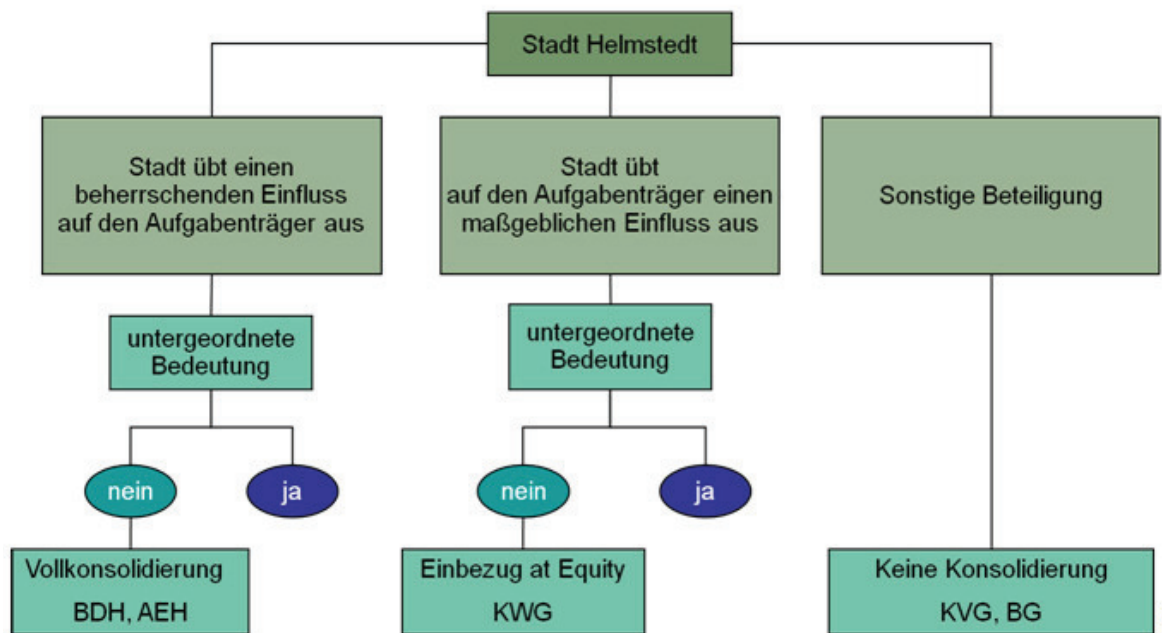 Stadt Helmstedt
Stadt übt einen
beherrschenden Einfluss
auf den Aufgabenträger aus
Stadt übt
auf den Aufgabenträger einen
maßgeblichen Einfluss aus
Sonstige Beteiligung
untergeordnete
Bedeutung
untergeordnete
Bedeutung
nein
ja
nein
ja
Vollkonsolidierung
BDH, AEH
Einbezug at Equity
KWG
Keine Konsolidierung
KVG, BG